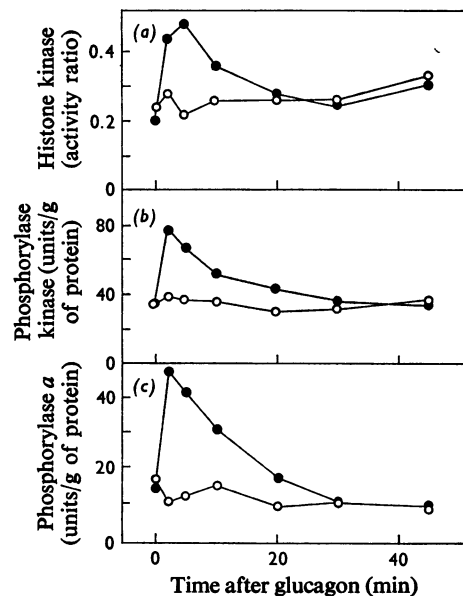 (a)
0.4
0.2
0
Histone kinase
(activity ratio)
(b)
80
40
0
Phosphorylase
kinase (units/g
of protein)
(c)
40
20
0
Phosphorylase a
(units/g of protein)
0
20
40
Time after glucagon (min)